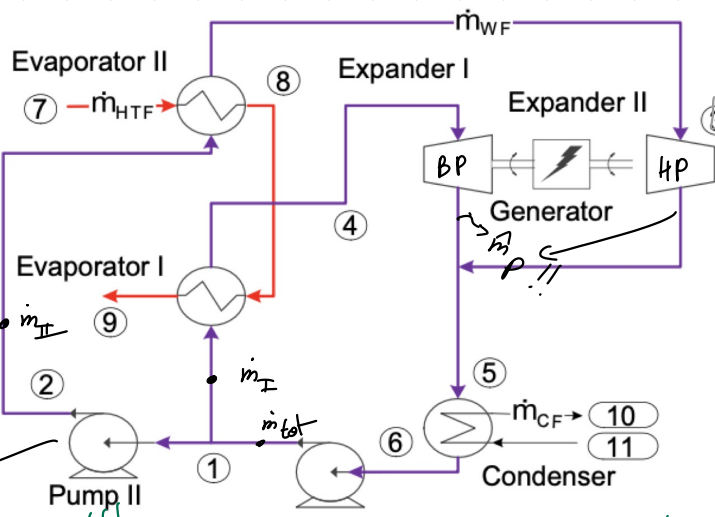 ṁWF
Evaporator II
8
Expander I
7
ṁHTF
Expander II
BP
HP
Generator
4
ṁ
P !!
Evaporator I
9
ṁII
ṁI
5
2
ṁtot
ṁCF
10
6
11
1
Condenser
Pump II